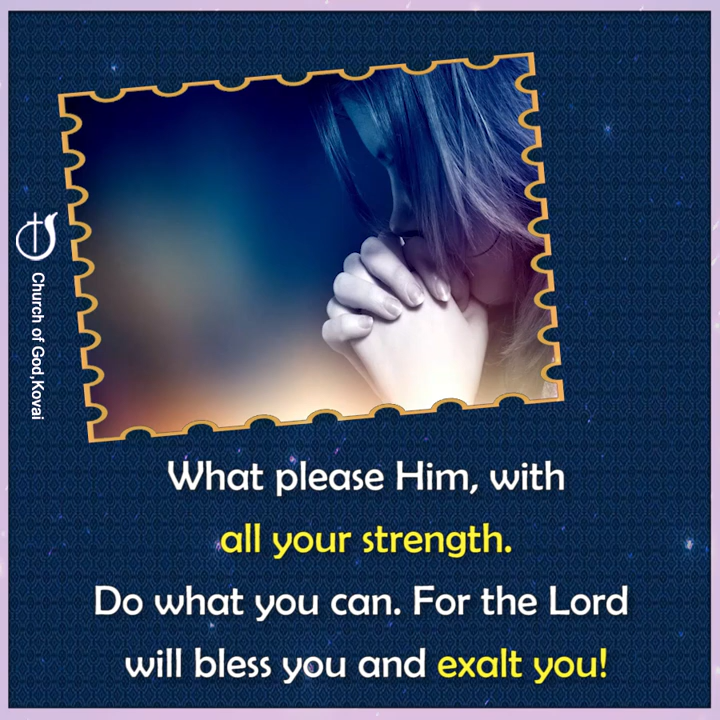 Church of God,Kovai
What please Him, with
all your strength.
Do what you can. For the Lord
will bless you and exalt you!